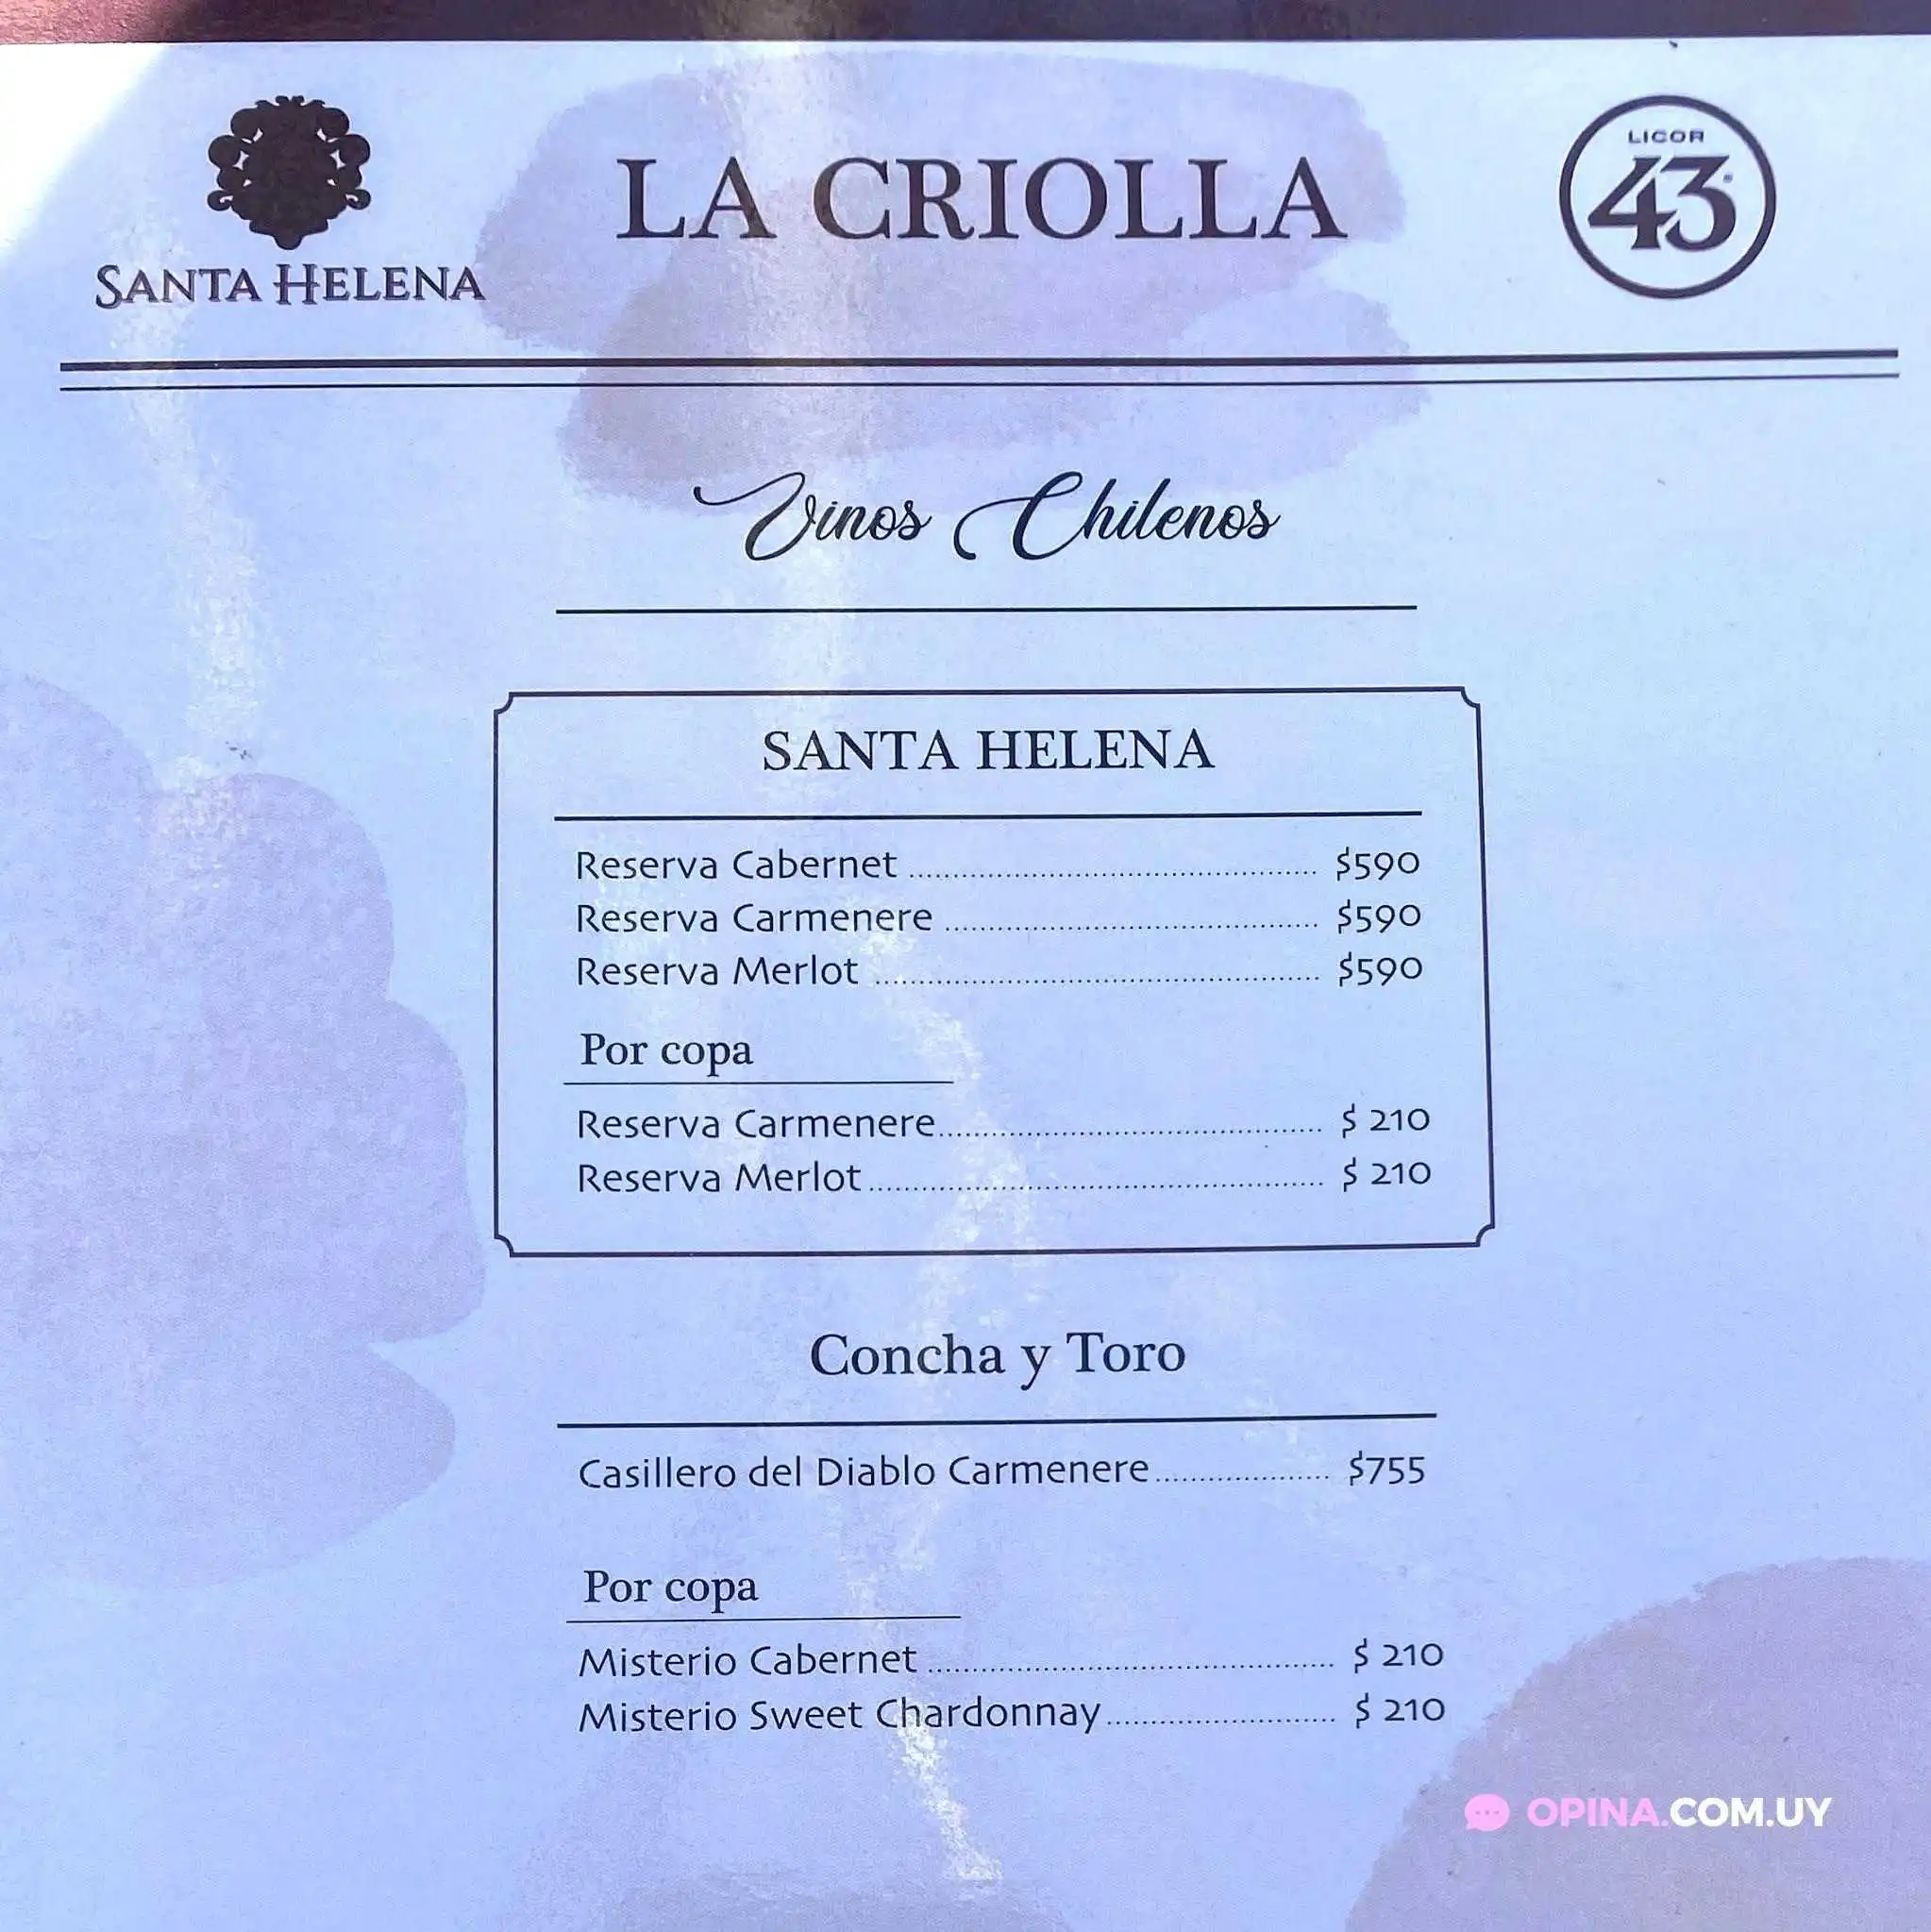 SANTA HELENA
LA CRIOLLA
LICOR
43
Vinos Chilenos
SANTA HELENA
Reserva Cabernet ........ $590
Reserva Carmenere ........ $590
Reserva Merlot ........ $590
Por copa
Reserva Carmenere ........ $ 210
Reserva Merlot ........ $ 210
Concha y Toro
Casillero del Diablo Carmenere ........ $755
Por copa
Misterio Cabernet ........ $ 210
Misterio Sweet Chardonnay ........ $ 210
OPINA.COM.UY